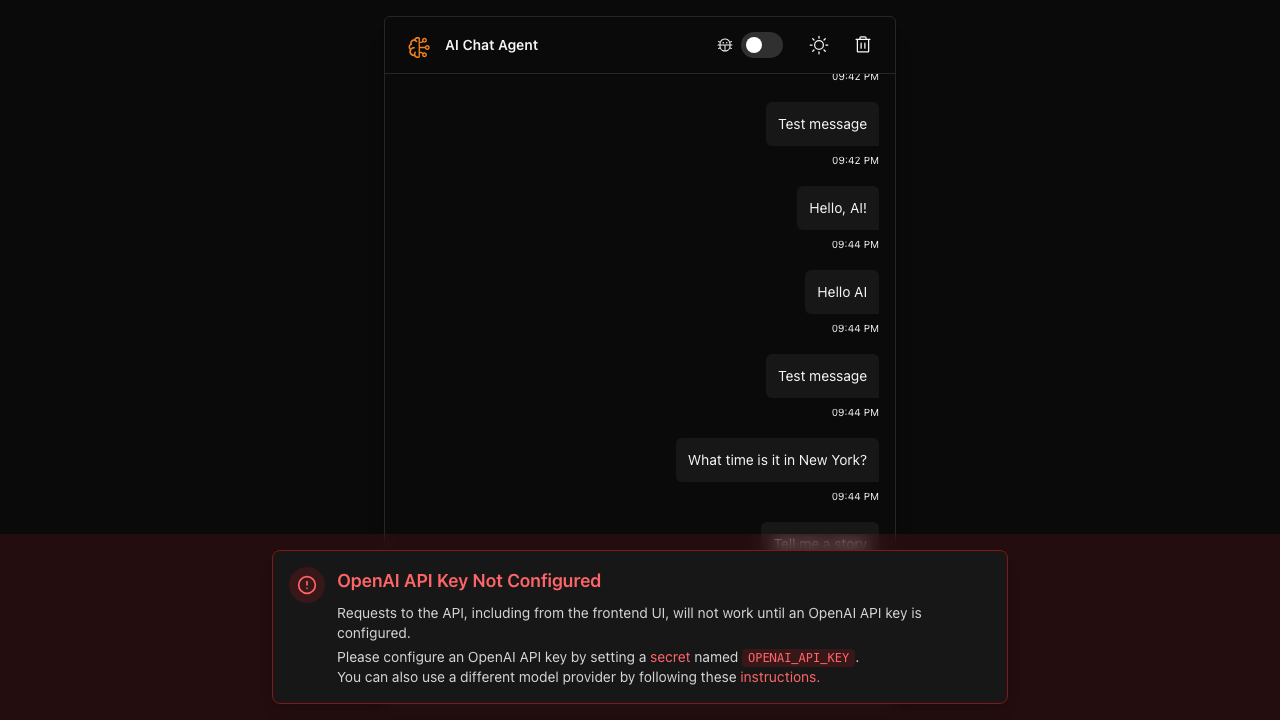 AI Chat Agent
09:42 PM
Test message
09:42 PM
Hello, AI!
09:44 PM
Hello AI
09:44 PM
Test message
09:44 PM
What time is it in New York?
09:44 PM
Tell me a story
OpenAI API Key Not Configured
Requests to the API, including from the frontend UI, will not work until an OpenAI API key is
configured.
Please configure an OpenAI API key by setting a secret named OPENAI_API_KEY.
You can also use a different model provider by following these instructions.